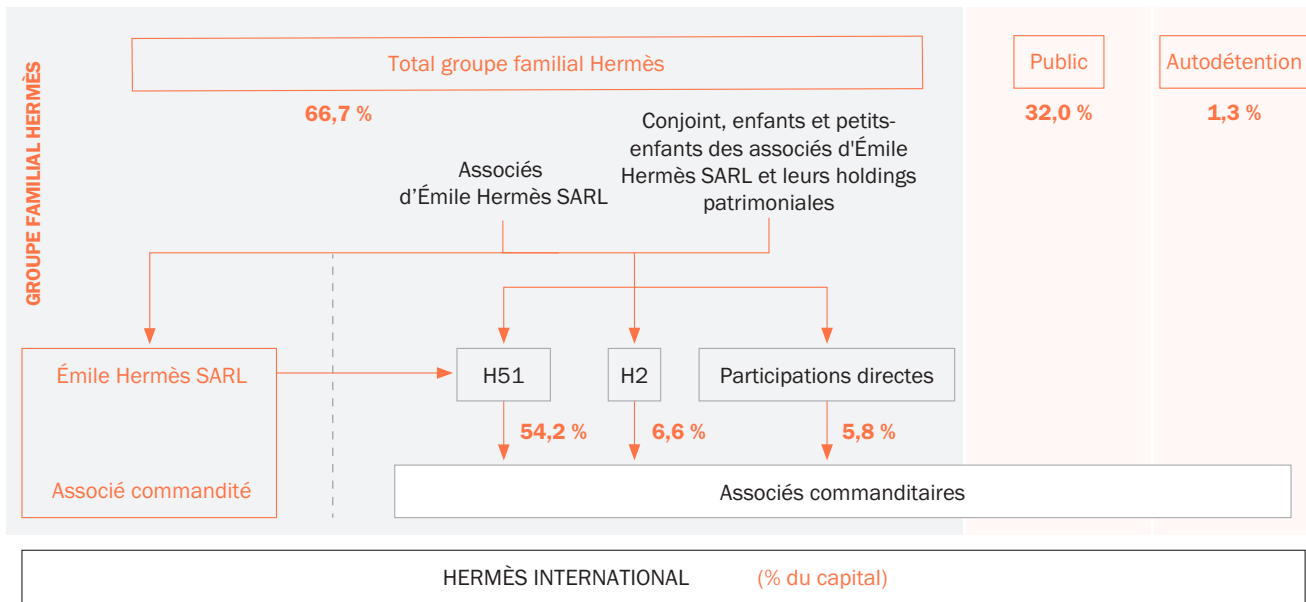 GROUPE FAMILIAL HERMÈS
Total groupe familial Hermès
Public
Autodétention
66,7 %
32,0 %
1,3 %
Associés
d’Émile Hermès SARL
Conjoint, enfants et petits-
enfants des associés d'Émile
Hermès SARL et leurs holdings
patrimoniales
Émile Hermès SARL
H51
H2
Participations directes
54,2 %
6,6 %
5,8 %
Associé commandité
Associés commanditaires
HERMÈS INTERNATIONAL (% du capital)